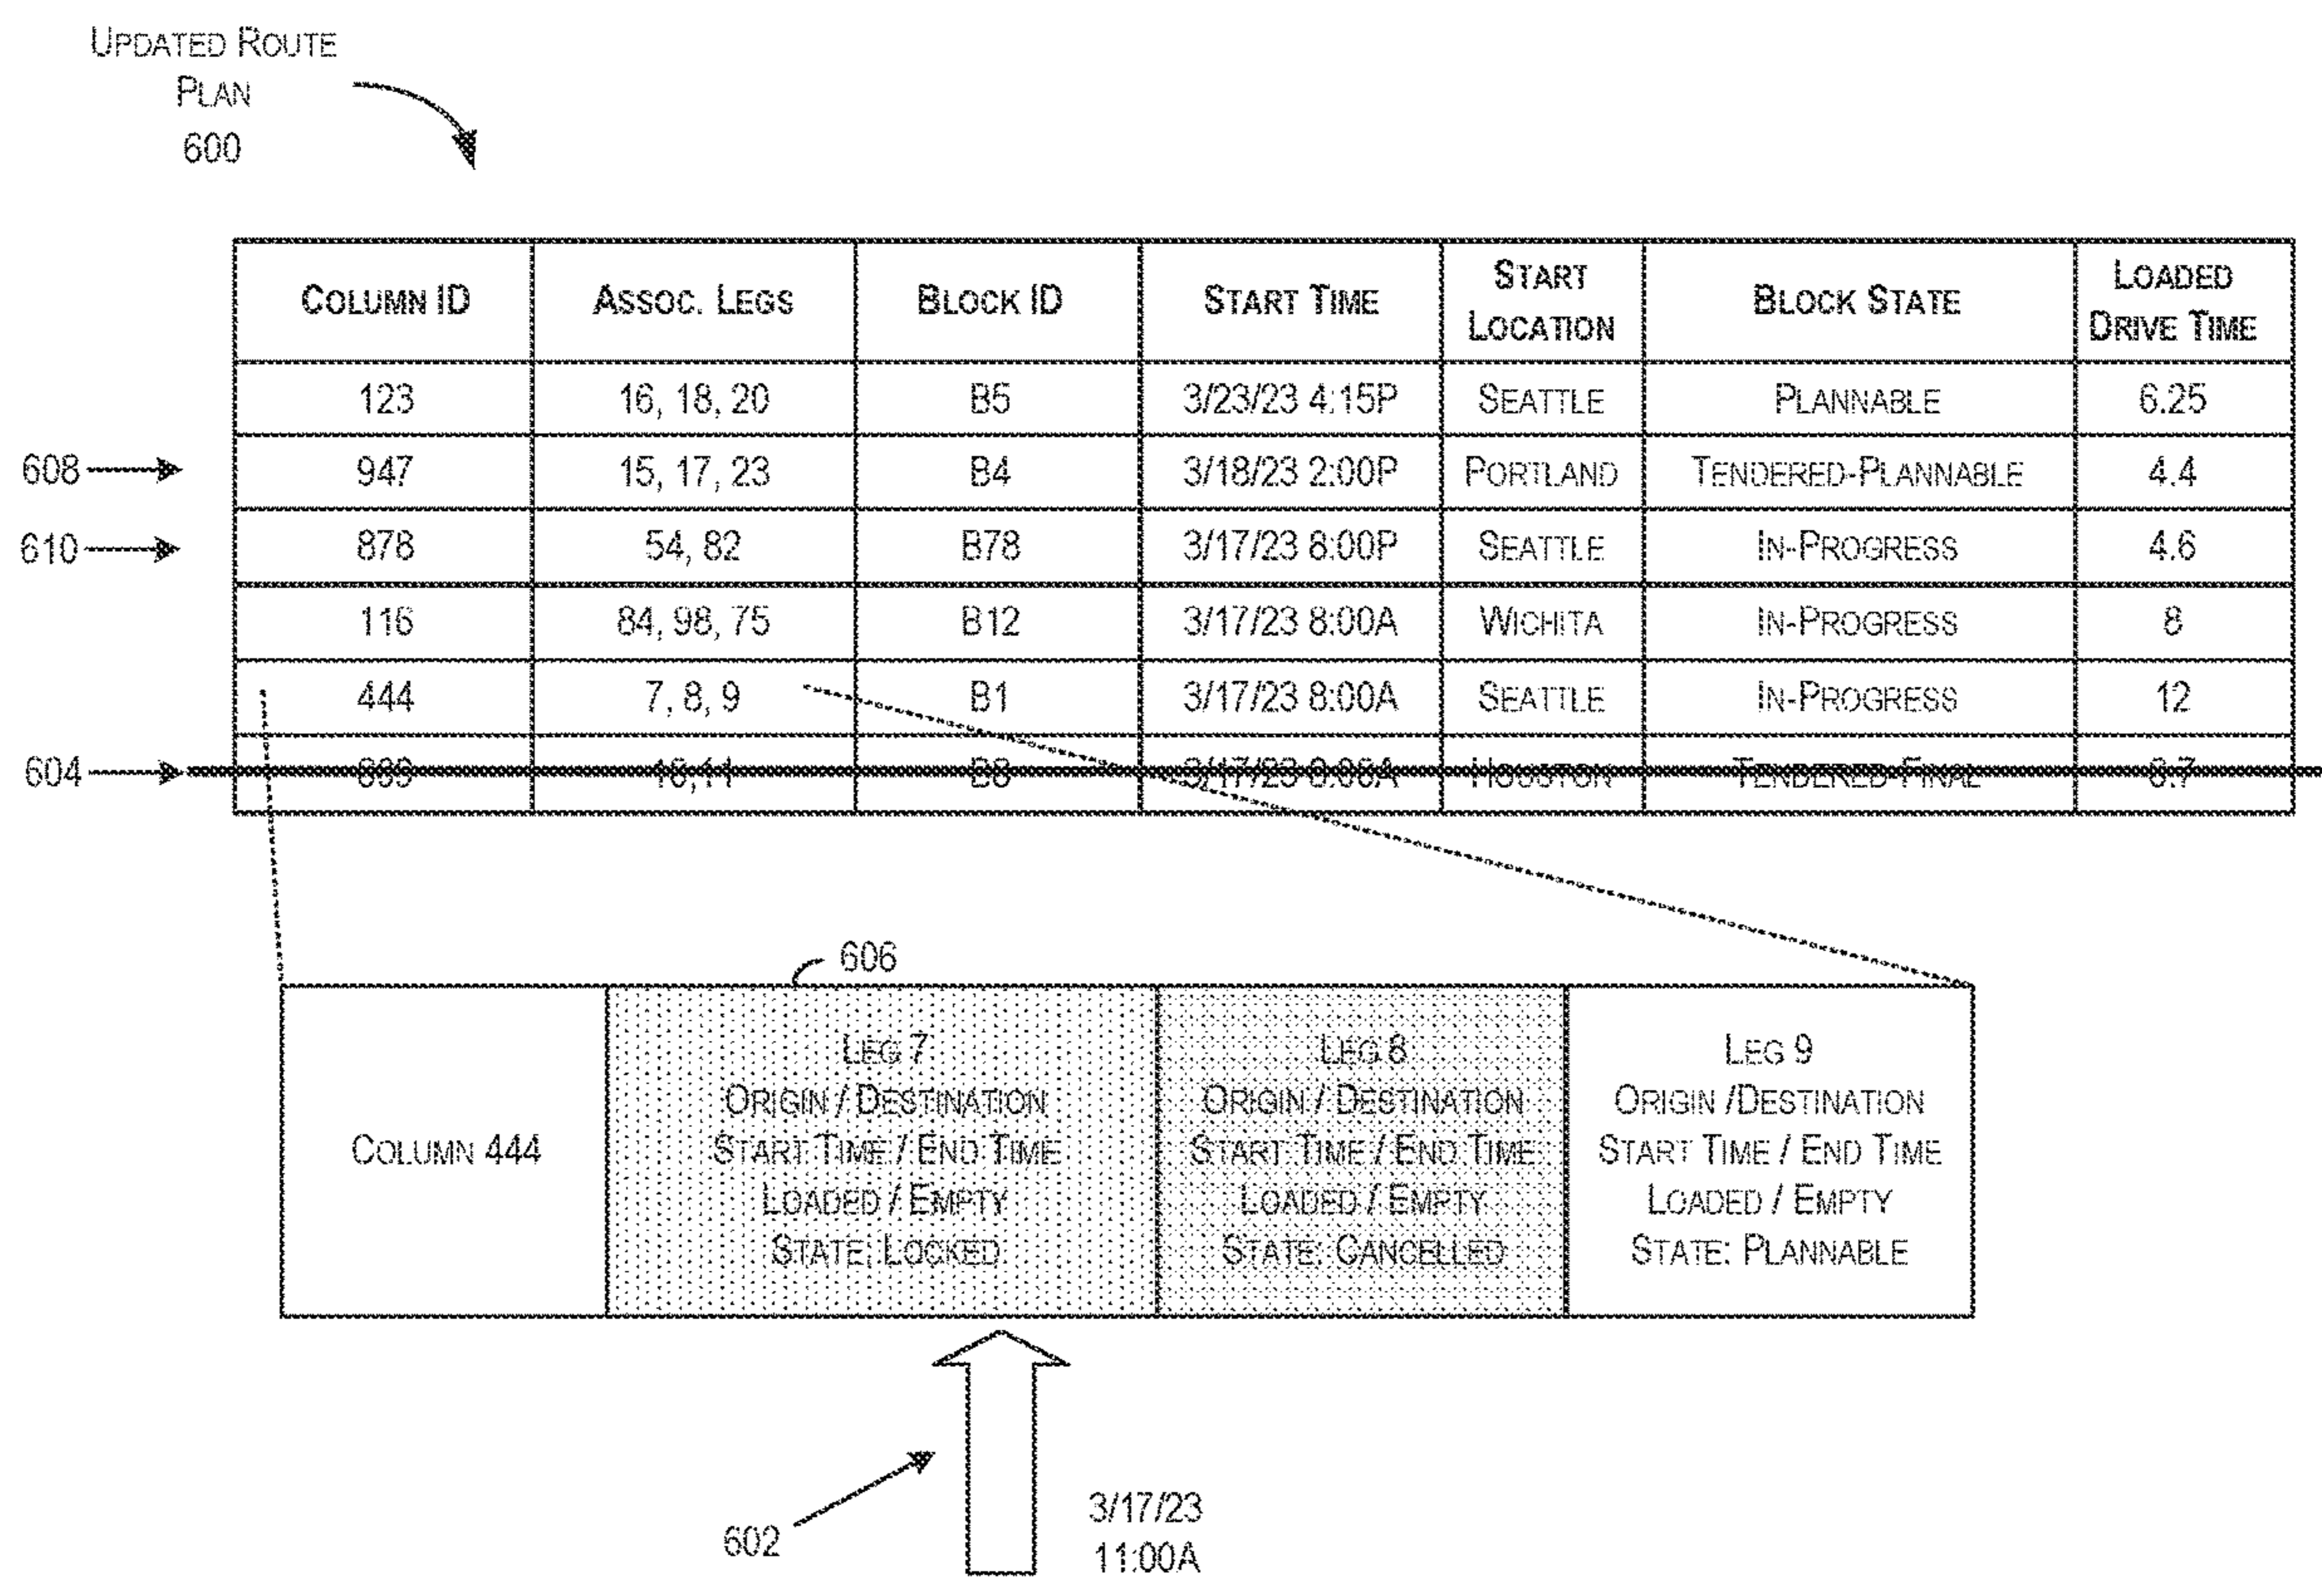 UPDATED ROUTE
PLAN
600
COLUMN ID ASSOC. LEGS BLOCK ID START TIME START LOCATION BLOCK STATE LOADED DRIVE TIME
123 16, 18, 20 B5 3/23/23 4:15P SEATTLE PLANNABLE 6.25
608 947 15, 17, 23 B4 3/18/23 2:00P PORTLAND TENDERED-PLANNABLE 4.4
610 878 54, 82 B78 3/17/23 8:00P SEATTLE IN-PROGRESS 4.6
116 84, 98, 75 B12 3/17/23 8:00A WICHITA IN-PROGRESS 8
444 7, 8, 9 B1 3/17/23 8:00A SEATTLE IN-PROGRESS 12
604 HOUSTON TENDERED-FINAL
606
COLUMN 444
LEG 7
ORIGIN / DESTINATION
START TIME / END TIME
LOADED / EMPTY
STATE: LOCKED
LEG 8
ORIGIN / DESTINATION
START TIME / END TIME
LOADED / EMPTY
STATE: CANCELLED
LEG 9
ORIGIN /DESTINATION
START TIME / END TIME
LOADED / EMPTY
STATE: PLANNABLE
602
3/17/23
11:00A